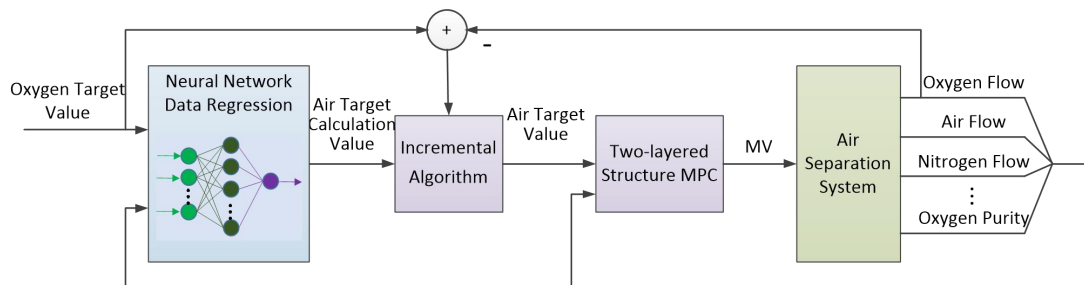 +
-
Oxygen Target
Value
Neural Network
Data Regression
Air Target
Calculation
Value
Incremental
Algorithm
Air Target
Value
Two-layered
Structure MPC
MV
Air
Separation
System
Oxygen Flow
Air Flow
Nitrogen Flow
Oxygen Purity